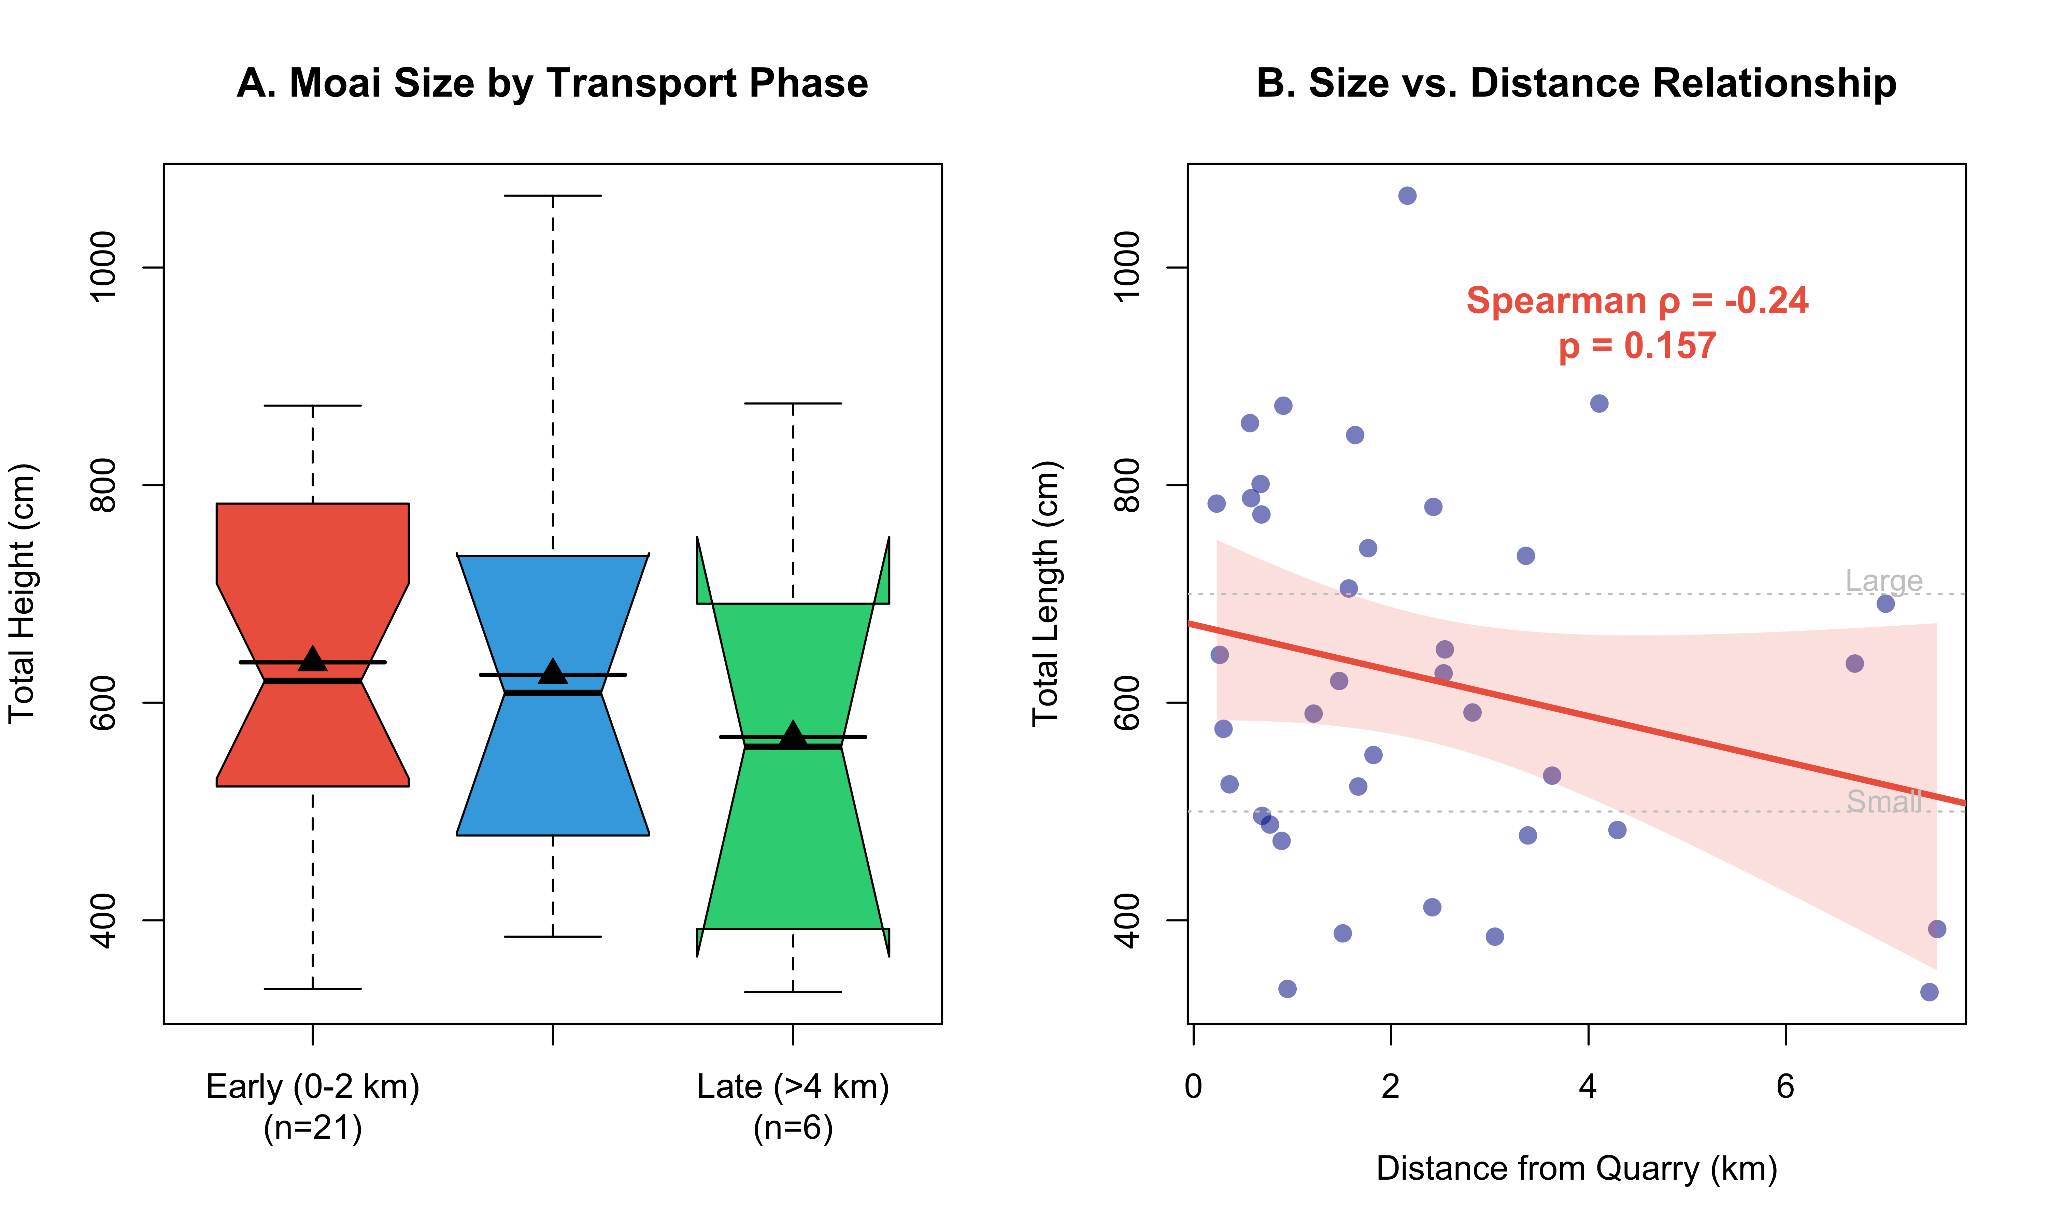 A. Moai Size by Transport Phase
Total Height (cm)
1000
800
600
400
Early (0-2 km)
(n=21)
Late (>4 km)
(n=6)
B. Size vs. Distance Relationship
Total Length (cm)
1000
800
600
400
Spearman ρ = -0.24
p = 0.157
Large
Small
0 2 4 6
Distance from Quarry (km)